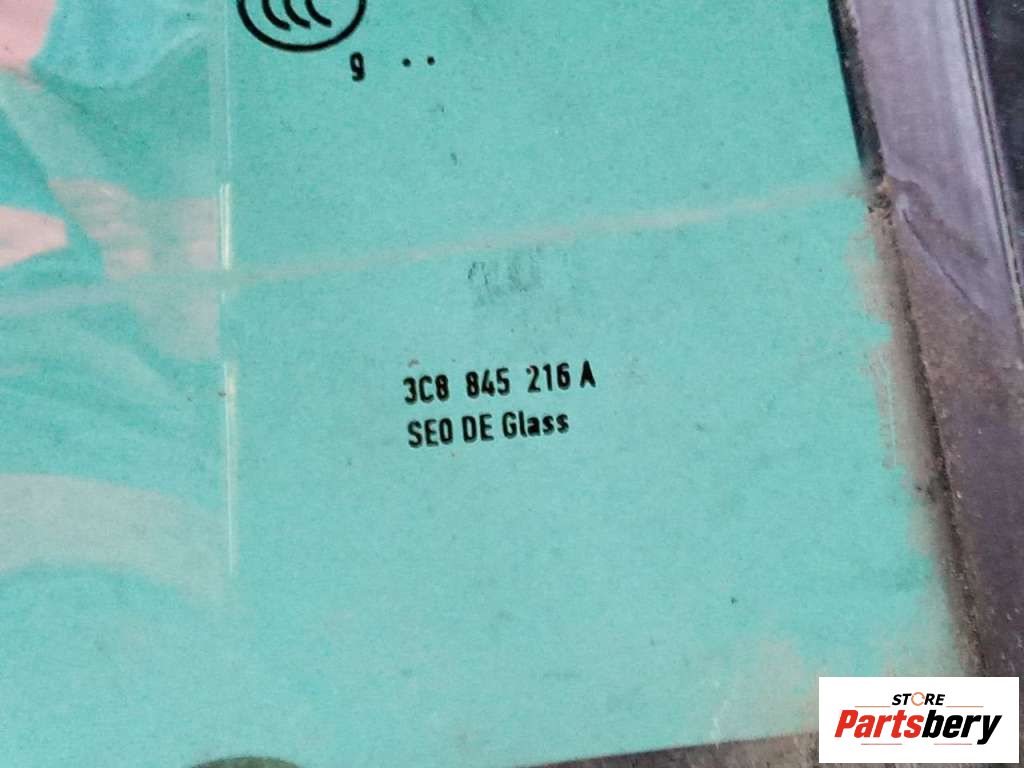 9 ..
3C8 845 216 A
SEO DE Glass
STORE
Partsbery